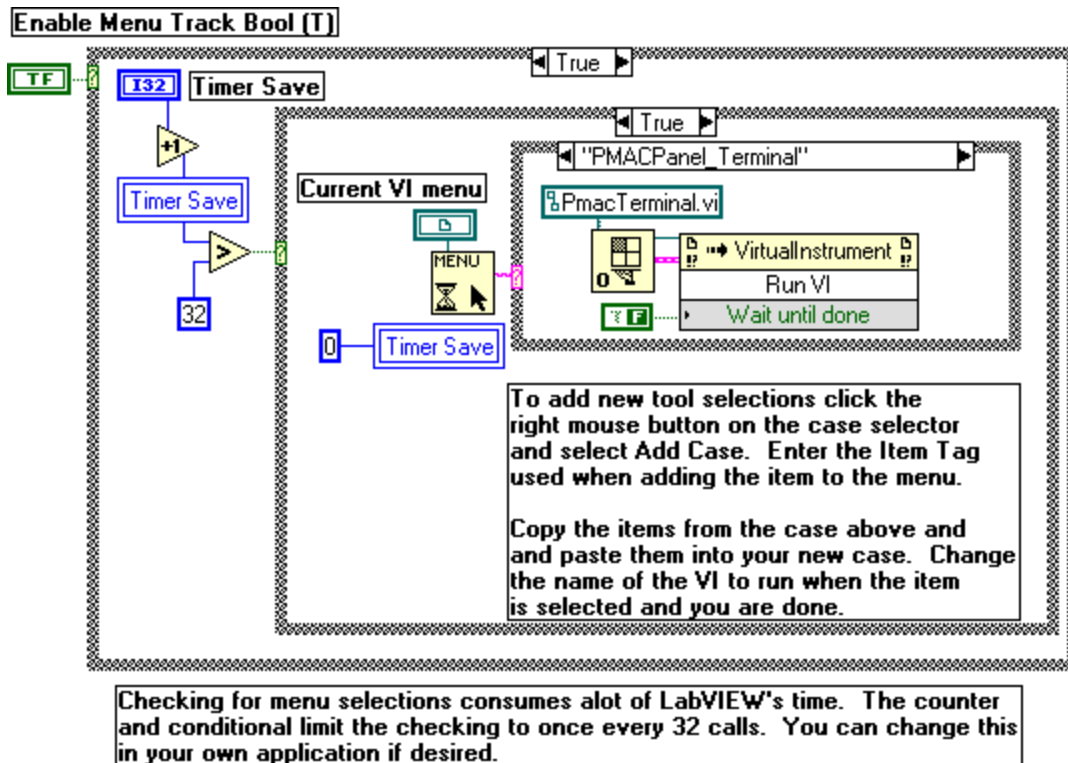 Enable Menu Track Bool (T)
TF
True
I32
Timer Save
True
+1
"PMACPanel_Terminal"
Timer Save
Current VI menu
PmacTerminal.vi
>
MENU
VirtualInstrument
Run VI
F
Wait until done
32
0
Timer Save
To add new tool selections click the
right mouse button on the case selector
and select Add Case.  Enter the Item Tag
used when adding the item to the menu.
Copy the items from the case above and
and paste them into your new case.  Change
the name of the VI to run when the item
is selected and you are done.
Checking for menu selections consumes alot of LabVIEW's time.  The counter
and conditional limit the checking to once every 32 calls.  You can change this
in your own application if desired.